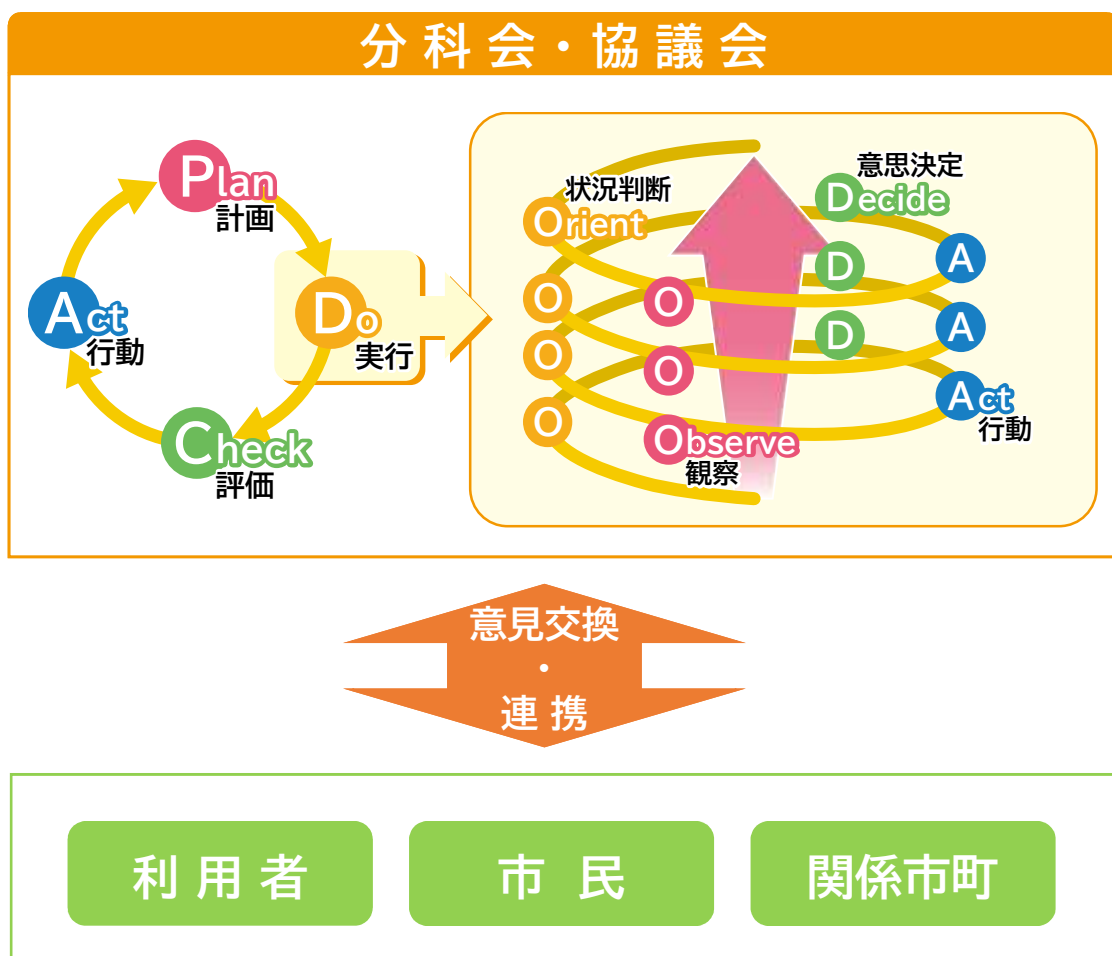 分科会・協議会
Plan
計画
Do
実行
Check
評価
Act
行動
状況判断
Orient
意思決定
Decide
A
O
O
D
A
O
O
D
O
Act
行動
Observe
観察
意見交換
・
連携
利用者
市民
関係市町